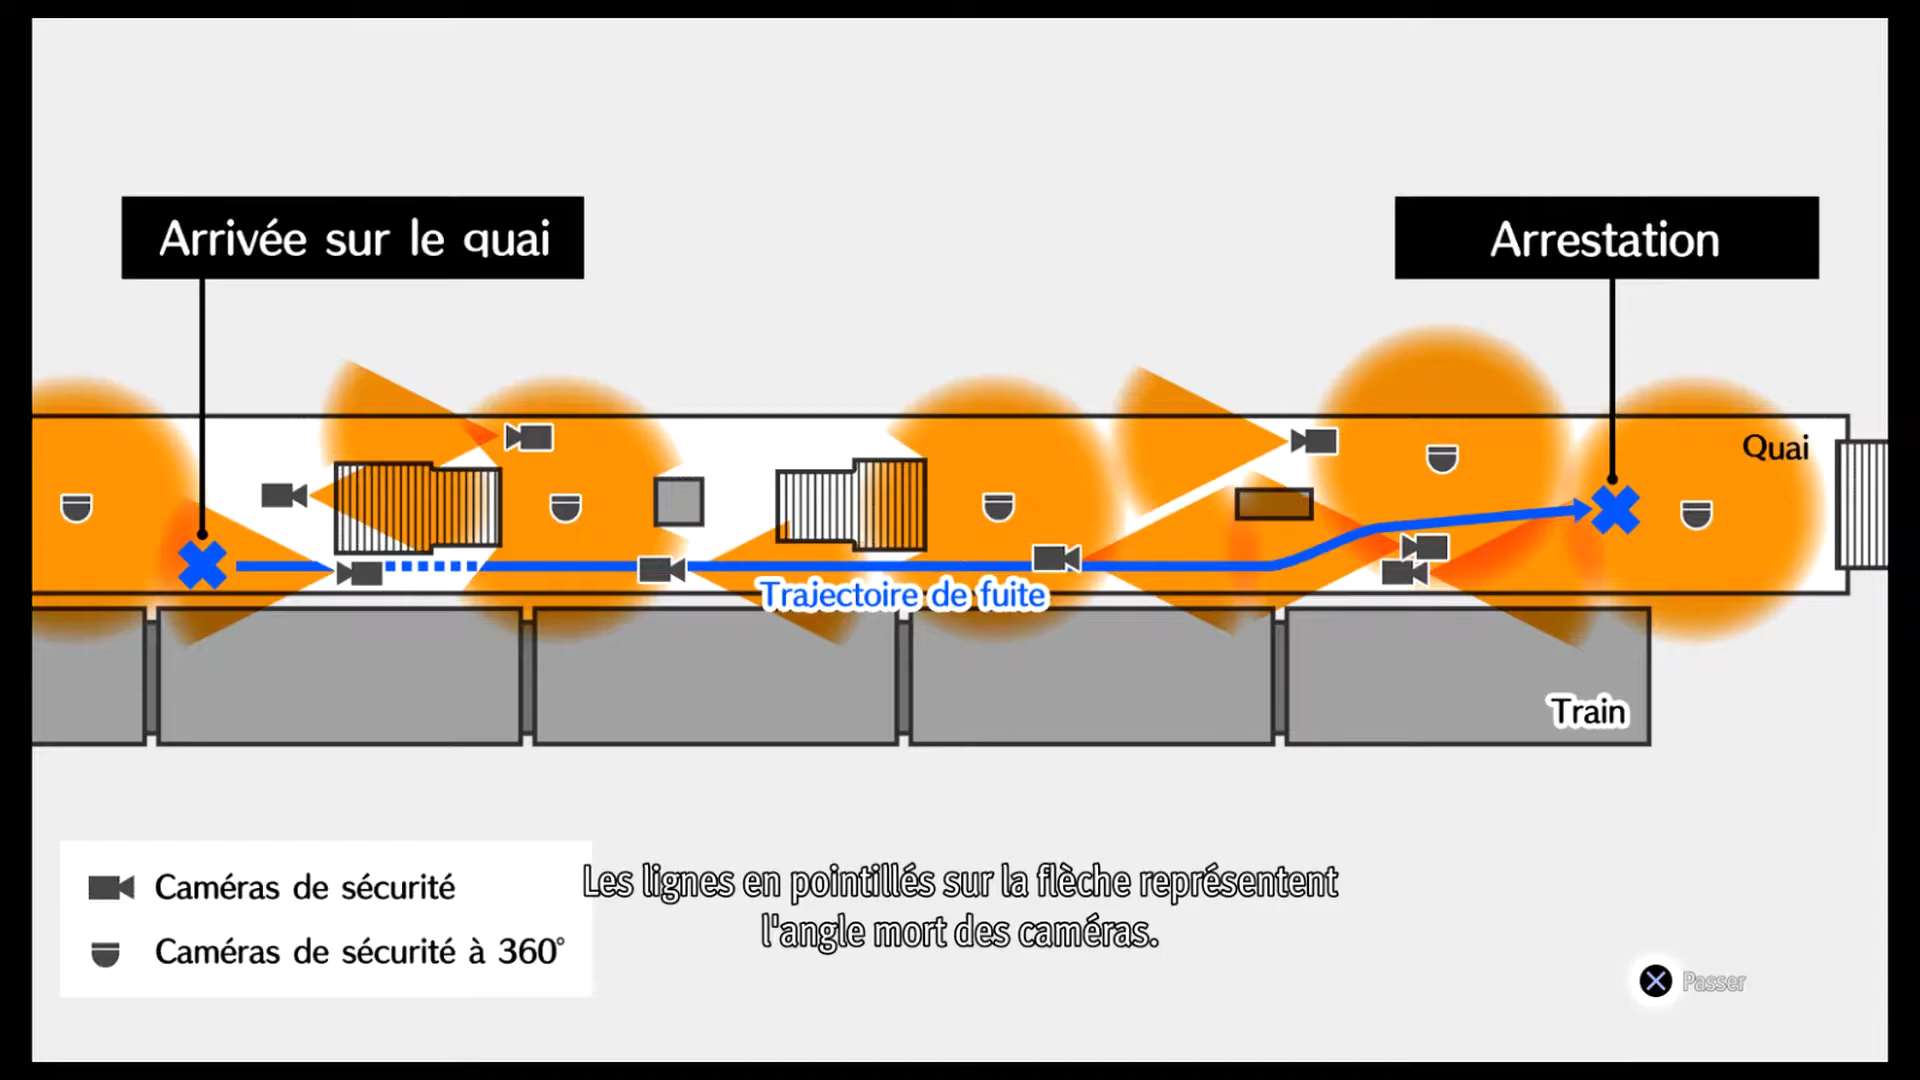 Arrivée sur le quai
Arrestation
Quai
Trajectoire de fuite
Train
Caméras de sécurité
Caméras de sécurité à 360°
Les lignes en pointillés sur la flèche représentent
l'angle mort des caméras.
Passer